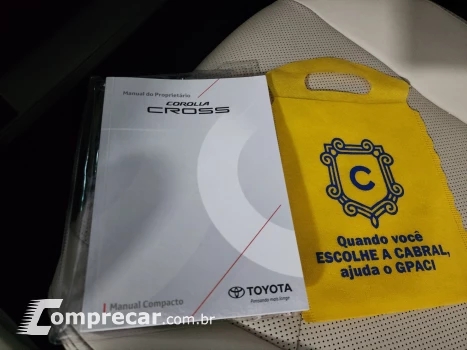 Manual do Proprietário
COROLLA
CROSS
Manual Compacto
TOYOTA
C
Quando você
ESCOLHE A CABRAL,
ajuda o GPACI
Comprecar.com.br